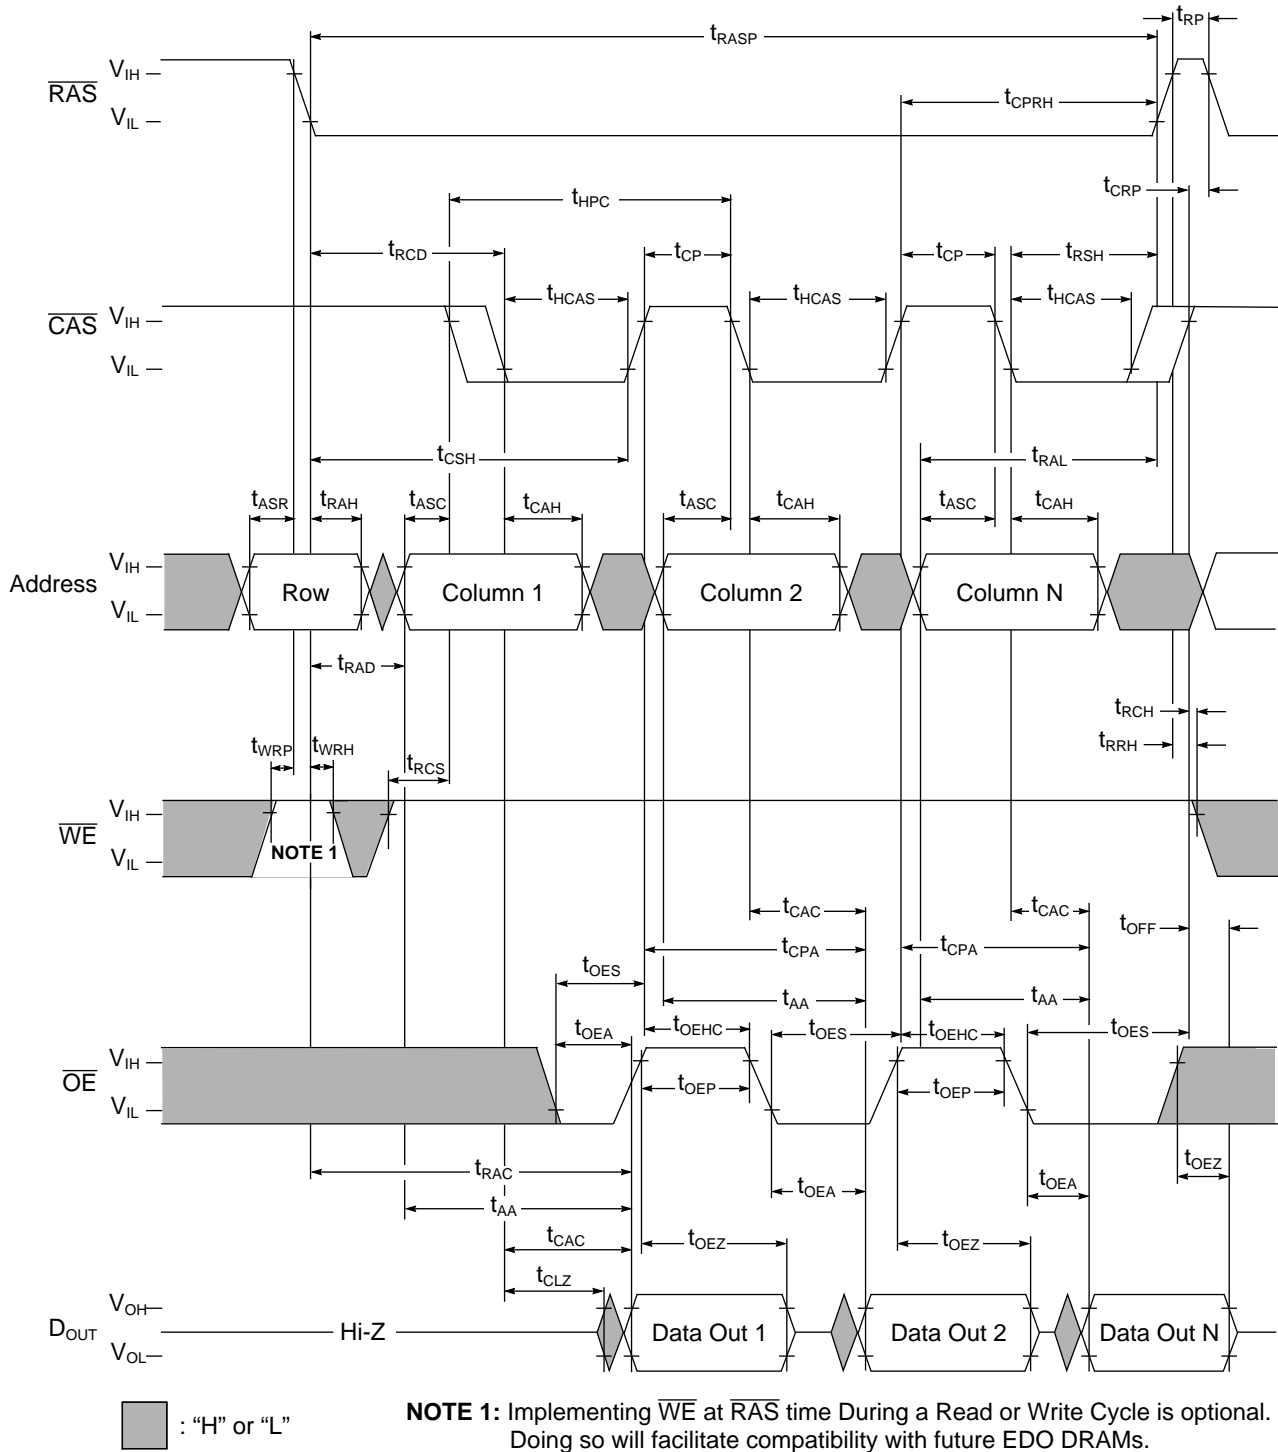 tRP
tRASP
VIH
RAS
tCPRH
VIL
tCRP
tHPC
tRCD tCP tCP tRSH
tHCAS tHCAS tHCAS
CAS VIH
VIL
tCSH tRAL
tASR tRAH tASC tCAH tASC tCAH tASC tCAH
VIH
Address Row Column 1 Column 2 Column N
VIL
tRAD
tRCH
tWRP tWRH tRRH
tRCS
VIH
WE
NOTE 1
VIL
tCAC tCAC
tOFF
tCPA tCPA
tOES
tAA tAA
tOEA tOEHC tOES tOEHC tOES
VIH
OE
tOEP tOEP
VIL
tRAC tOEZ
tOEA tOEA
tAA
tCAC tOEZ tOEZ
tCLZ
VOH
DOUT Hi-Z Data Out 1 Data Out 2 Data Out N
VOL
: “H” or “L”
NOTE 1: Implementing WE at RAS time During a Read or Write Cycle is optional.
Doing so will facilitate compatibility with future EDO DRAMs.